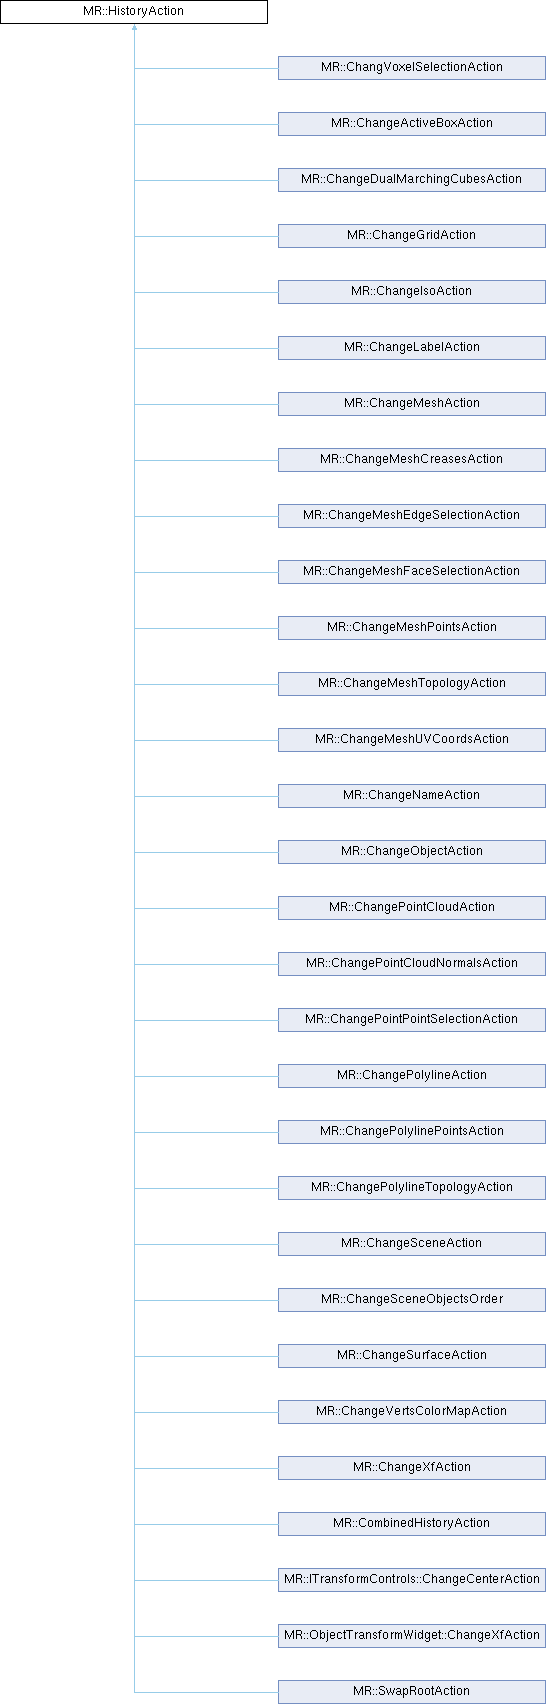 MR::HistoryAction
MR::ChangVoxelSelectionAction
MR::ChangeActiveBoxAction
MR::ChangeDualMarchingCubesAction
MR::ChangeGridAction
MR::ChangeIsoAction
MR::ChangeLabelAction
MR::ChangeMeshAction
MR::ChangeMeshCreasesAction
MR::ChangeMeshEdgeSelectionAction
MR::ChangeMeshFaceSelectionAction
MR::ChangeMeshPointsAction
MR::ChangeMeshTopologyAction
MR::ChangeMeshUVCoordsAction
MR::ChangeNameAction
MR::ChangeObjectAction
MR::ChangePointCloudAction
MR::ChangePointCloudNormalsAction
MR::ChangePointPointSelectionAction
MR::ChangePolylineAction
MR::ChangePolylinePointsAction
MR::ChangePolylineTopologyAction
MR::ChangeSceneAction
MR::ChangeSceneObjectsOrder
MR::ChangeSurfaceAction
MR::ChangeVertsColorMapAction
MR::ChangeXfAction
MR::CombinedHistoryAction
MR::ITransformControls::ChangeCenterAction
MR::ObjectTransformWidget::ChangeXfAction
MR::SwapRootAction